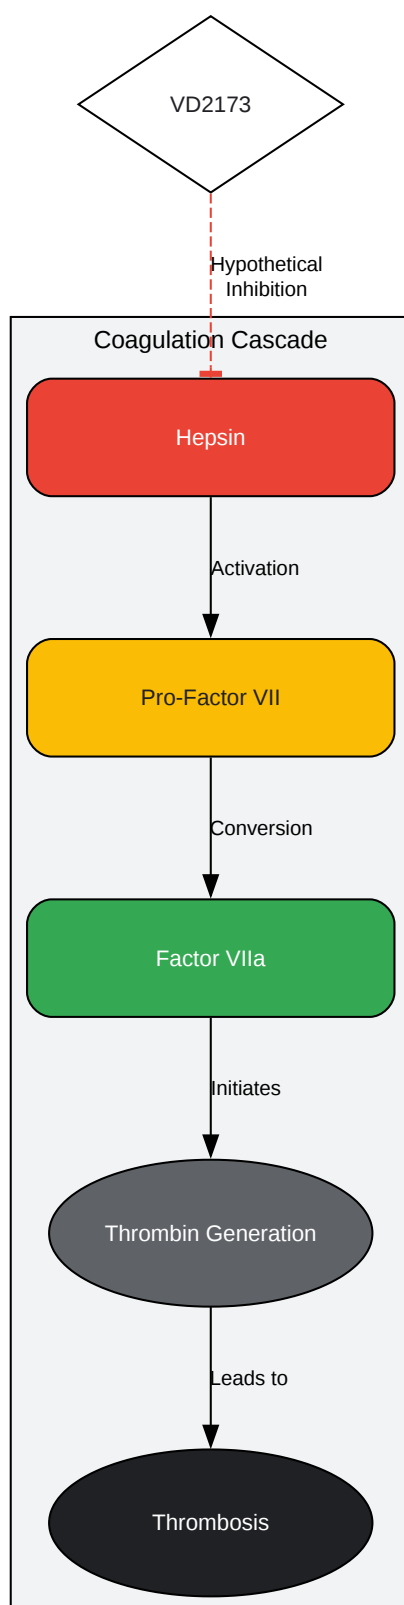 VD2173
Hypothetical
Inhibition
Coagulation Cascade
Hepsin
Activation
Pro-Factor VII
Conversion
Factor VIIa
Initiates
Thrombin Generation
Leads to
Thrombosis